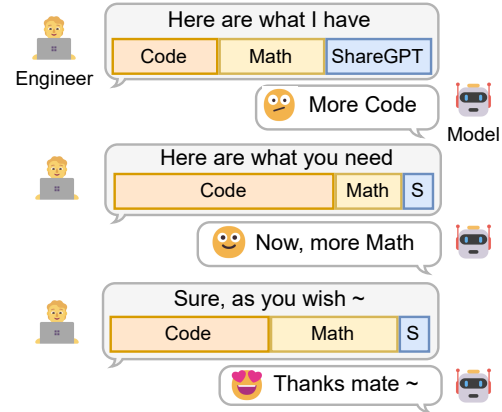 Here are what I have
Code Math ShareGPT
Engineer
More Code
Model
Here are what you need
Code Math S
Now, more Math
Sure, as you wish ~
Code Math S
Thanks mate ~